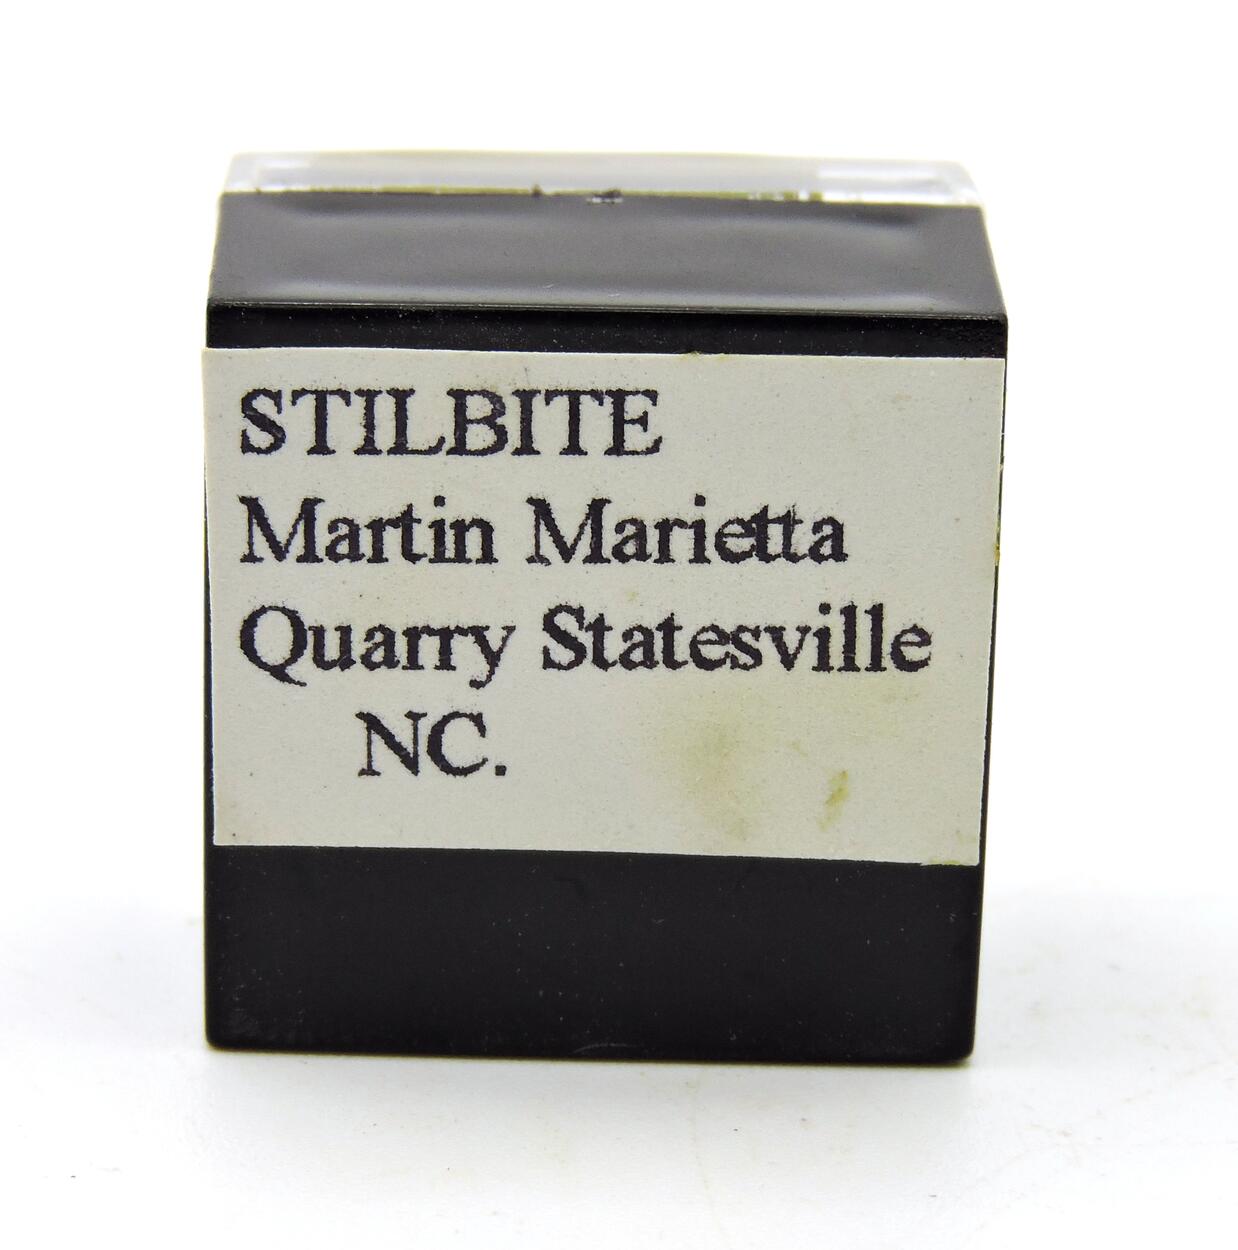 STILBITE
Martin Marietta
Quarry Statesville
NC.